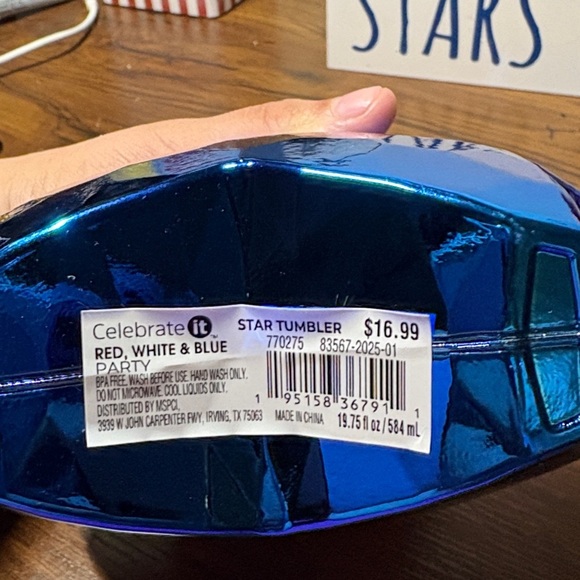 STARS
Celebrate it™ STAR TUMBLER $16.99
RED, WHITE & BLUE 770275 83567-2025-01
PARTY
BPA FREE. WASH BEFORE USE. HAND WASH ONLY.
DO NOT MICROWAVE. COOL LIQUIDS ONLY.
DISTRIBUTED BY MSPCI,
3939 W JOHN CARPENTER FWY, IRVING, TX 75063
1 95158 36791 1
MADE IN CHINA 19.75 fl oz / 584 mL